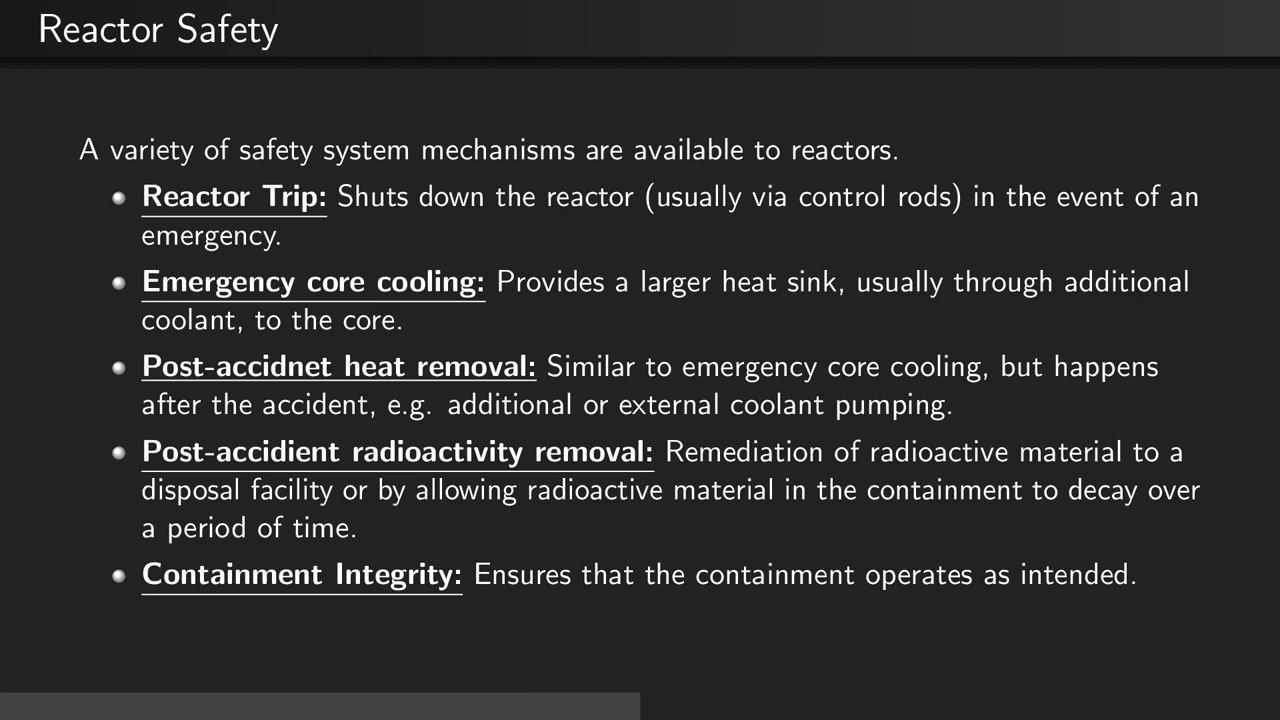 Reactor Safety
A variety of safety system mechanisms are available to reactors.
Reactor Trip: Shuts down the reactor (usually via control rods) in the event of an
emergency.
Emergency core cooling: Provides a larger heat sink, usually through additional
coolant, to the core.
Post-accidnet heat removal: Similar to emergency core cooling, but happens
after the accident, e.g. additional or external coolant pumping.
Post-accidient radioactivity removal: Remediation of radioactive material to a
disposal facility or by allowing radioactive material in the containment to decay over
a period of time.
Containment Integrity: Ensures that the containment operates as intended.